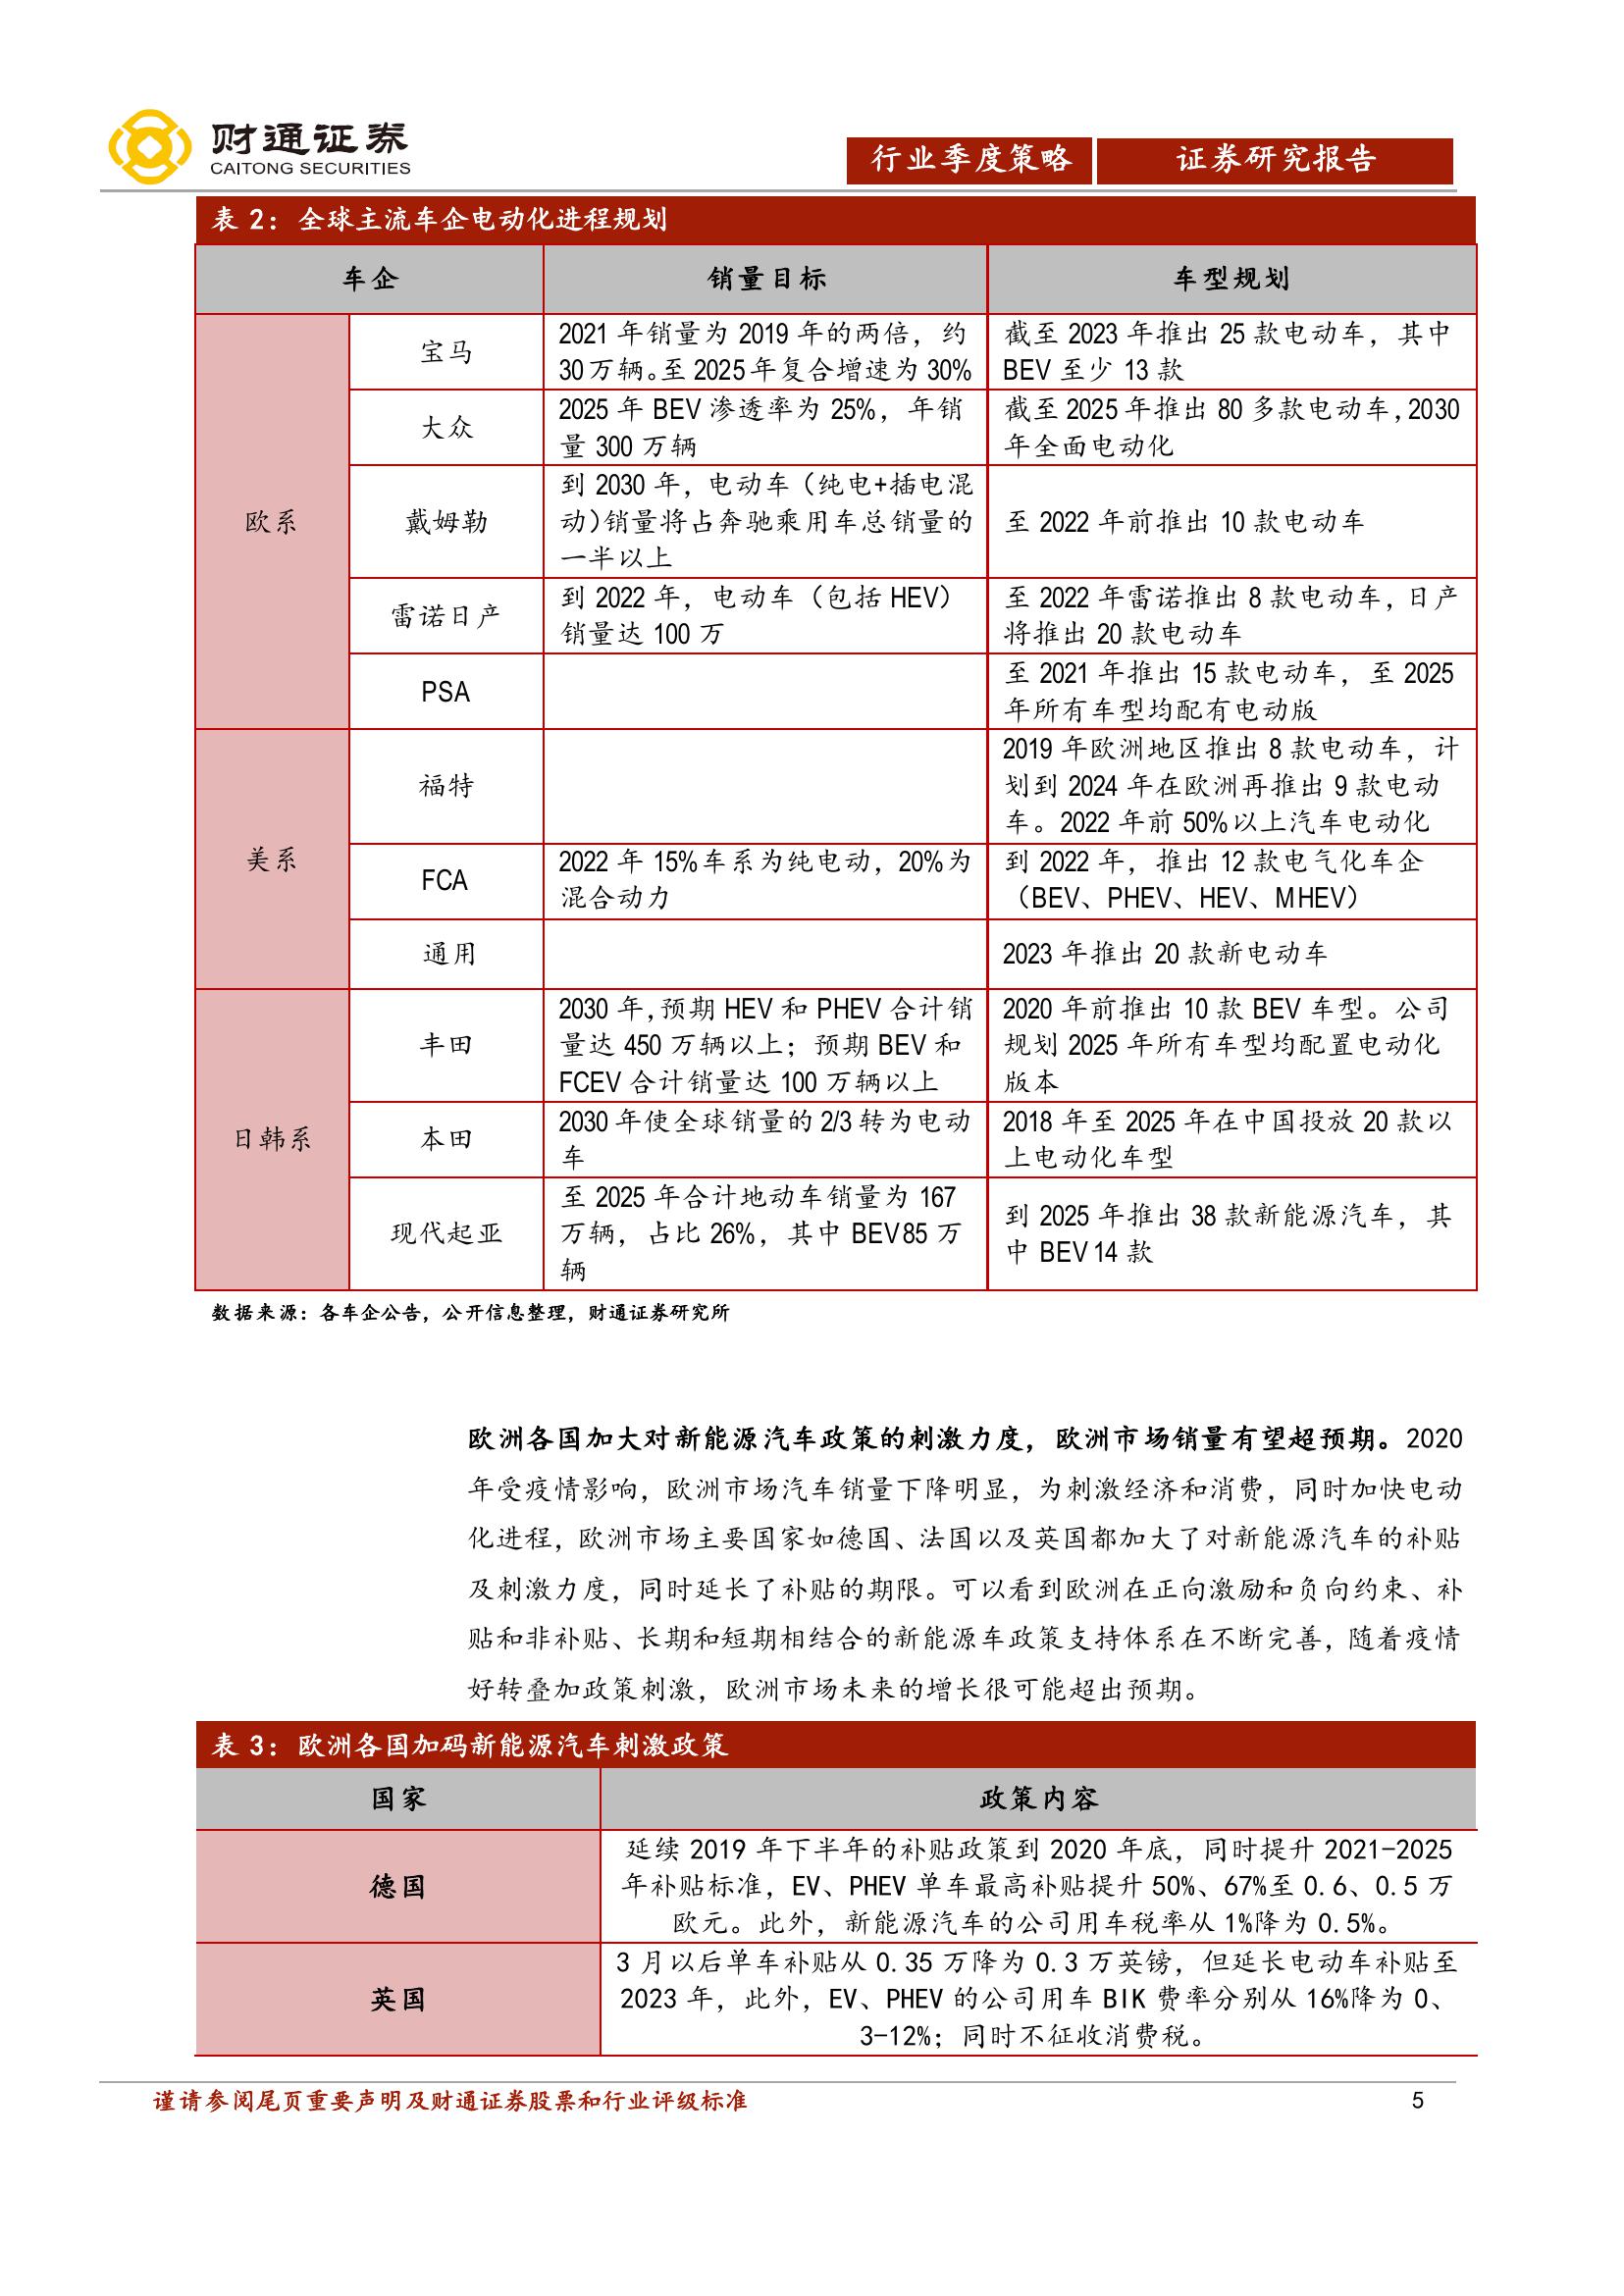 财通证券
CAITONG SECURITIES
行业季度策略 证券研究报告
表 2：全球主流车企电动化进程规划
车企 销量目标 车型规划
欧系
宝马
2021 年销量为 2019 年的两倍，约
30 万辆。至 2025 年复合增速为 30%
截至 2023 年推出 25 款电动车，其中
BEV 至少 13 款
大众
2025 年 BEV 渗透率为 25%，年销
量 300 万辆
截至 2025 年推出 80 多款电动车，2030
年全面电动化
戴姆勒
到 2030 年，电动车（纯电+插电混
动）销量将占奔驰乘用车总销量的
一半以上
至 2022 年前推出 10 款电动车
雷诺日产
到 2022 年，电动车（包括 HEV）
销量达 100 万
至 2022 年雷诺推出 8 款电动车，日产
将推出 20 款电动车
PSA
至 2021 年推出 15 款电动车，至 2025
年所有车型均配有电动版
美系
福特
2019 年欧洲地区推出 8 款电动车，计
划到 2024 年在欧洲再推出 9 款电动
车。2022 年前 50%以上汽车电动化
FCA
2022 年 15%车系为纯电动，20%为
混合动力
到 2022 年，推出 12 款电气化车企
（BEV、PHEV、HEV、MHEV）
通用
2023 年推出 20 款新电动车
日韩系
丰田
2030 年，预期 HEV 和 PHEV 合计销
量达 450 万辆以上；预期 BEV 和
FCEV 合计销量达 100 万辆以上
2020 年前推出 10 款 BEV 车型。公司
规划 2025 年所有车型均配置电动化
版本
本田
2030 年使全球销量的 2/3 转为电动
车
2018 年至 2025 年在中国投放 20 款以
上电动化车型
现代起亚
至 2025 年合计地动车销量为 167
万辆，占比 26%，其中 BEV85 万
辆
到 2025 年推出 38 款新能源汽车，其
中 BEV14 款
数据来源：各车企公告，公开信息整理，财通证券研究所
欧洲各国加大对新能源汽车政策的刺激力度，欧洲市场销量有望超预期。2020
年受疫情影响，欧洲市场汽车销量下降明显，为刺激经济和消费，同时加快电动
化进程，欧洲市场主要国家如德国、法国以及英国都加大了对新能源汽车的补贴
及刺激力度，同时延长了补贴的期限。可以看到欧洲在正向激励和负向约束、补
贴和非补贴、长期和短期相结合的新能源车政策支持体系在不断完善，随着疫情
好转叠加政策刺激，欧洲市场未来的增长很可能超出预期。
表 3：欧洲各国加码新能源汽车刺激政策
国家 政策内容
德国
延续 2019 年下半年的补贴政策到 2020 年底，同时提升 2021-2025
年补贴标准，EV、PHEV 单车最高补贴提升 50%、67%至 0.6、0.5 万
欧元。此外，新能源汽车的公司用车税率从 1%降为 0.5%。
英国
3 月以后单车补贴从 0.35 万降为 0.3 万英镑，但延长电动车补贴至
2023 年，此外，EV、PHEV 的公司用车 BIK 费率分别从 16%降为 0、
3-12%；同时不征收消费税。
谨请参阅尾页重要声明及财通证券股票和行业评级标准 5